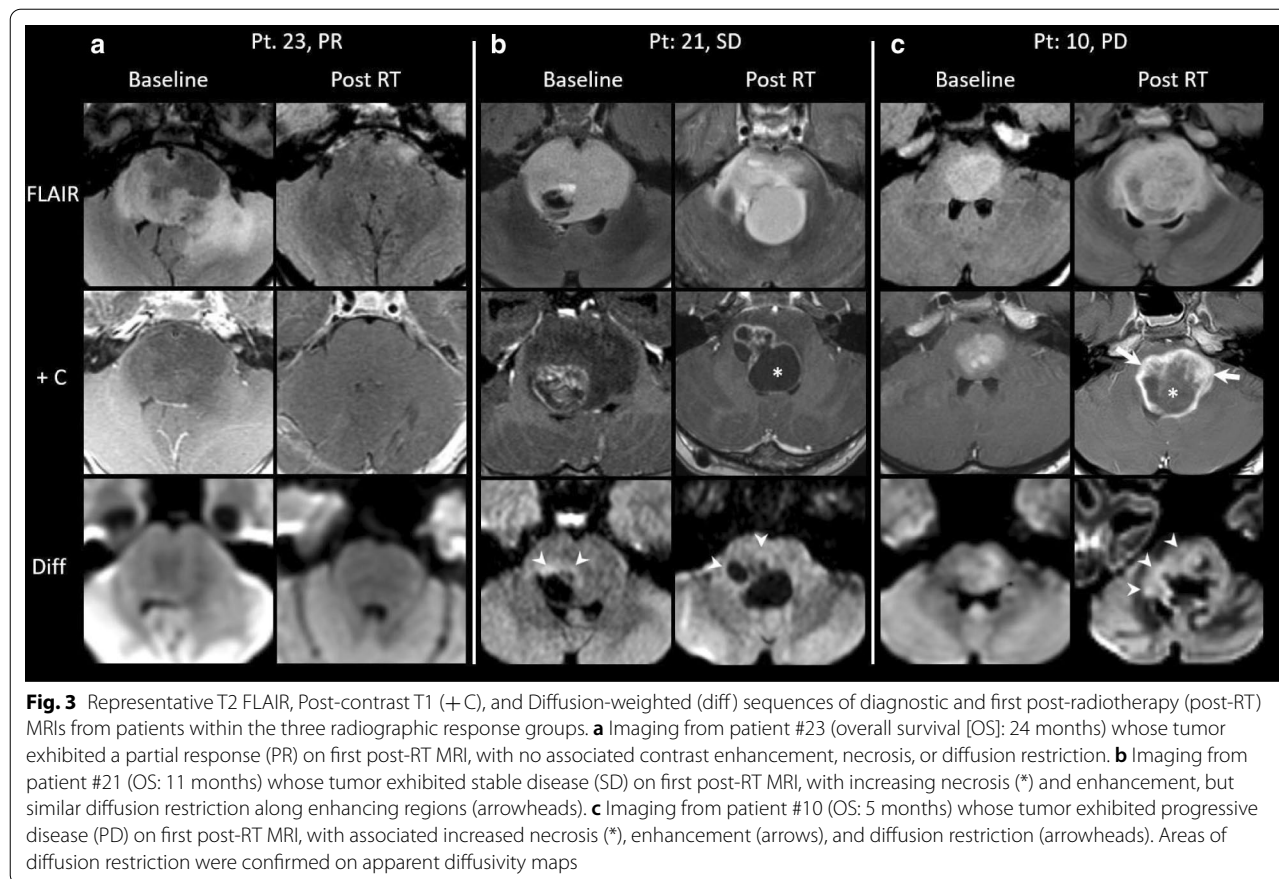 a Pt. 23, PR b Pt: 21, SD c Pt: 10, PD
Baseline Post RT Baseline Post RT Baseline Post RT
FLAIR
+ C
*
*
Diff
Fig. 3 Representative T2 FLAIR, Post-contrast T1 (+ C), and Diffusion-weighted (diff) sequences of diagnostic and first post-radiotherapy (post-RT)
MRIs from patients within the three radiographic response groups. a Imaging from patient #23 (overall survival [OS]: 24 months) whose tumor
exhibited a partial response (PR) on first post-RT MRI, with no associated contrast enhancement, necrosis, or diffusion restriction. b Imaging from
patient #21 (OS: 11 months) whose tumor exhibited stable disease (SD) on first post-RT MRI, with increasing necrosis (*) and enhancement, but
similar diffusion restriction along enhancing regions (arrowheads). c Imaging from patient #10 (OS: 5 months) whose tumor exhibited progressive
disease (PD) on first post-RT MRI, with associated increased necrosis (*), enhancement (arrows), and diffusion restriction (arrowheads). Areas of
diffusion restriction were confirmed on apparent diffusivity maps